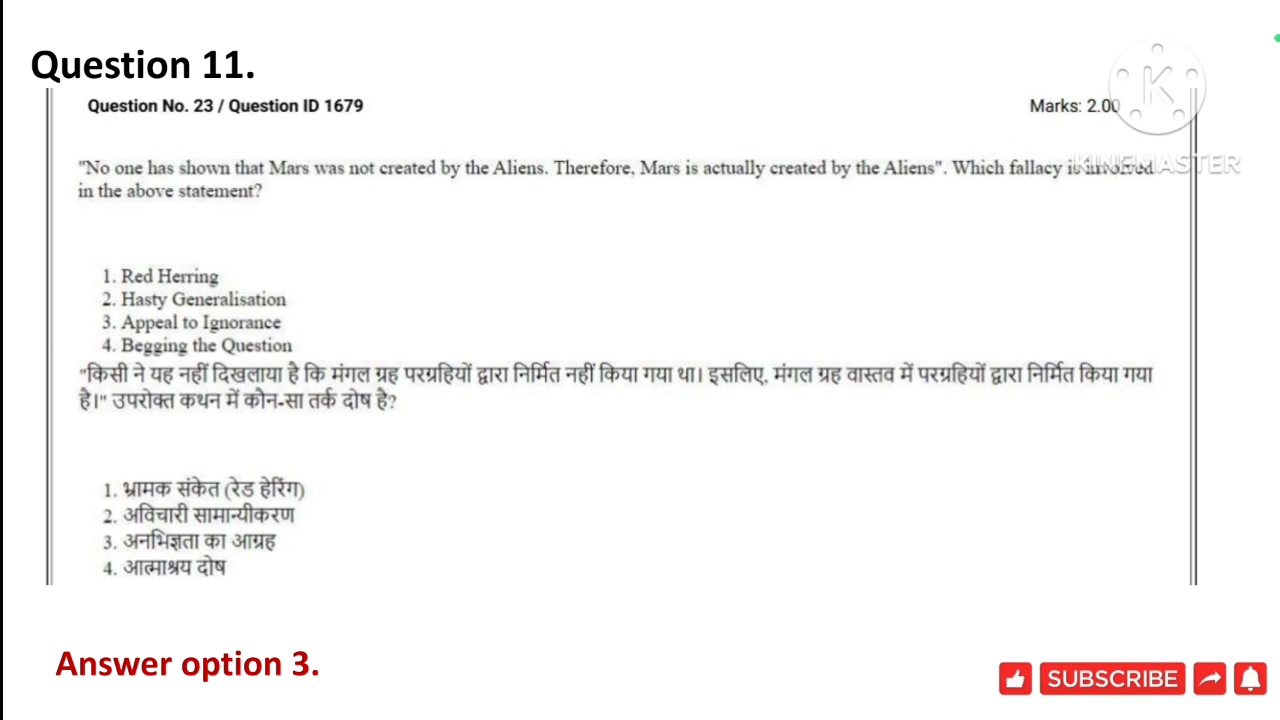 Question 11.
Question No. 23 / Question ID 1679
Marks: 2.00
KINEMASTER
"No one has shown that Mars was not created by the Aliens. Therefore, Mars is actually created by the Aliens". Which fallacy is involved
in the above statement?
1. Red Herring
2. Hasty Generalisation
3. Appeal to Ignorance
4. Begging the Question
"किसी ने यह नहीं दिखलाया है कि मंगल ग्रह परग्रहियों द्वारा निर्मित नहीं किया गया था। इसलिए, मंगल ग्रह वास्तव में परग्रहियों द्वारा निर्मित किया गया
है।" उपरोक्त कथन में कौन-सा तर्क दोष है?
1. भ्रामक संकेत (रेड हेरिंग)
2. अविचारी सामान्यीकरण
3. अनभिज्ञता का आग्रह
4. आत्माश्रय दोष
Answer option 3.
SUBSCRIBE